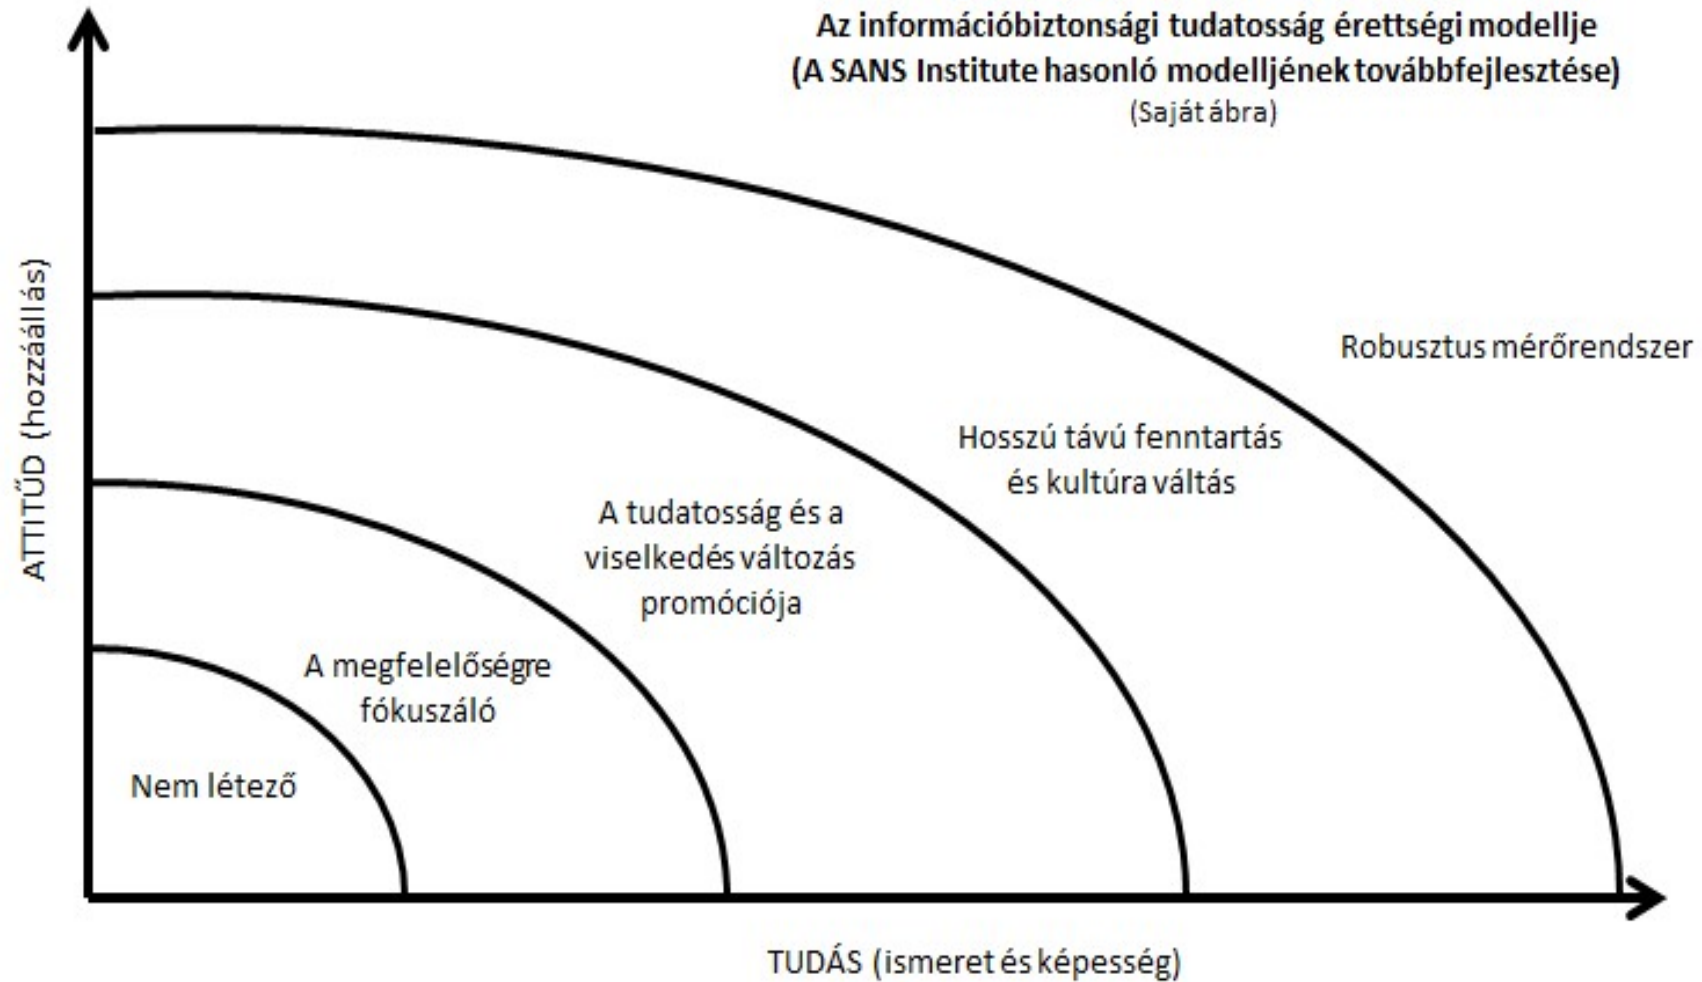 Az információbiztonsági tudatosság érettségi modellje
(A SANS Institute hasonló modelljének továbbfejlesztése)
(Saját ábra)
ATTITŰD (hozzáállás)
Robusztus mérőrendszer
Hosszú távú fenntartás
és kultúra váltás
A tudatosság és a
viselkedés változás
promóciója
A megfelelőségre
fókuszáló
Nem létező
TUDÁS (ismeret és képesség)